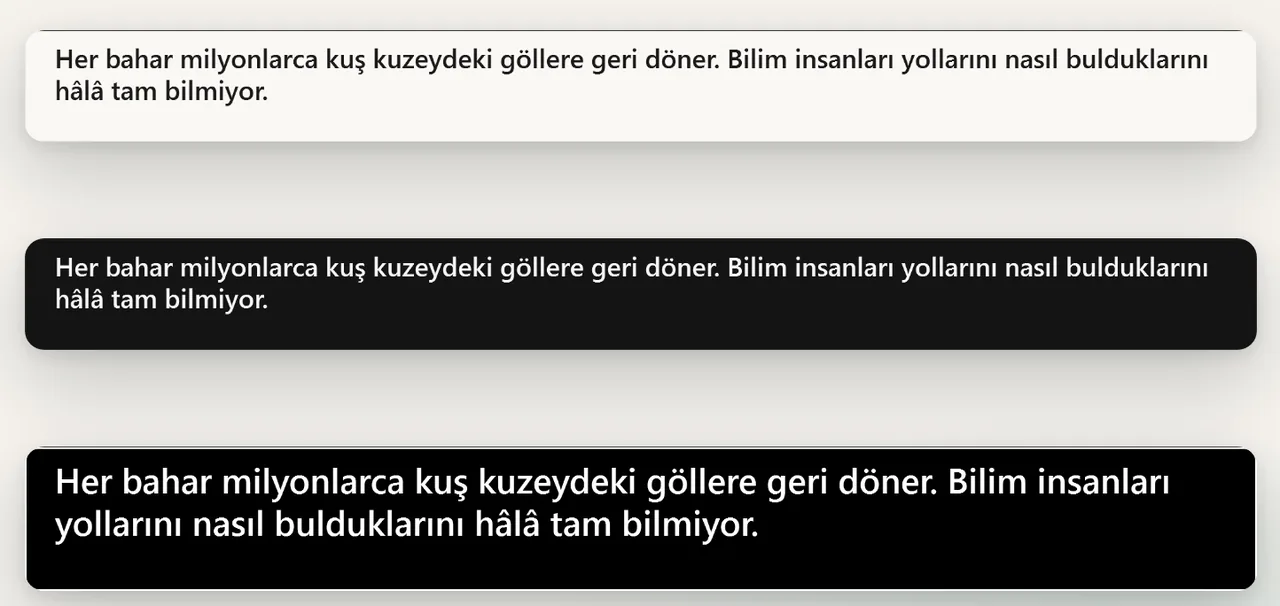 Her bahar milyonlarca kuş kuzeydeki göllere geri döner. Bilim insanları yollarını nasıl bulduklarını
hâlâ tam bilmiyor.
Her bahar milyonlarca kuş kuzeydeki göllere geri döner. Bilim insanları yollarını nasıl bulduklarını
hâlâ tam bilmiyor.
Her bahar milyonlarca kuş kuzeydeki göllere geri döner. Bilim insanları
yollarını nasıl bulduklarını hâlâ tam bilmiyor.